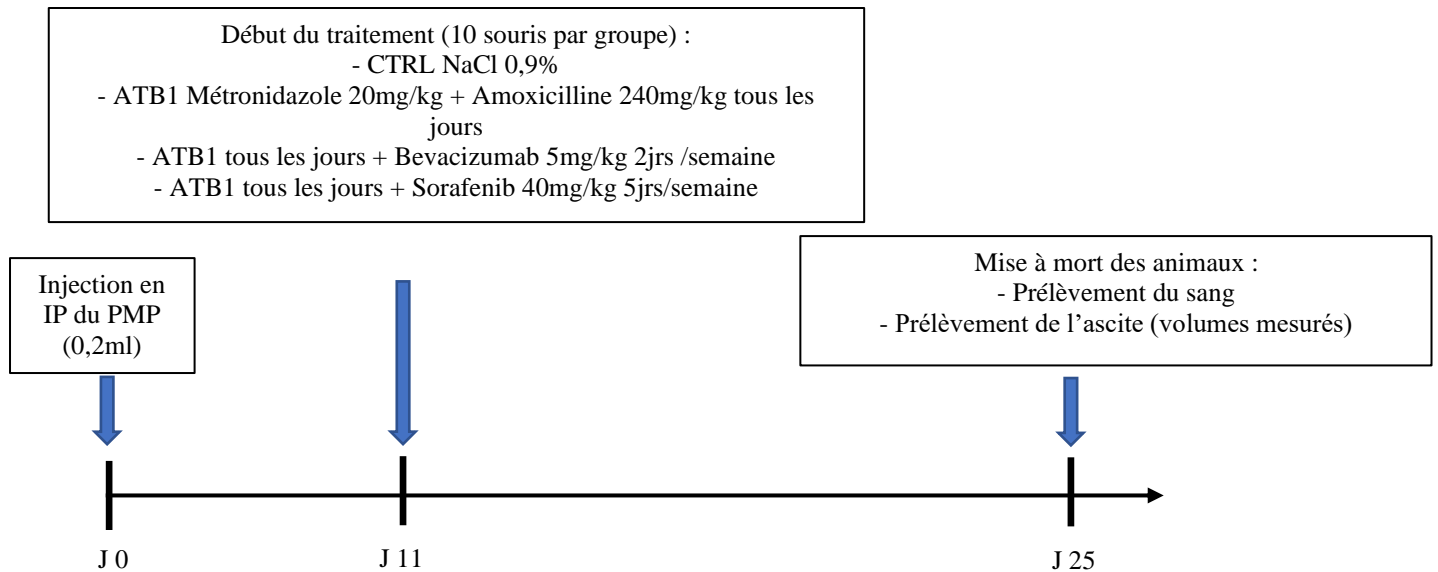 Début du traitement (10 souris par groupe) :
- CTRL NaCl 0,9%
- ATB1 Métronidazole 20mg/kg + Amoxicilline 240mg/kg tous les
jours
- ATB1 tous les jours + Bevacizumab 5mg/kg 2jrs /semaine
- ATB1 tous les jours + Sorafenib 40mg/kg 5jrs/semaine
Injection en
IP du PMP
(0,2ml)
Mise à mort des animaux :
- Prélèvement du sang
- Prélèvement de l’ascite (volumes mesurés)
J 0
J 11
J 25